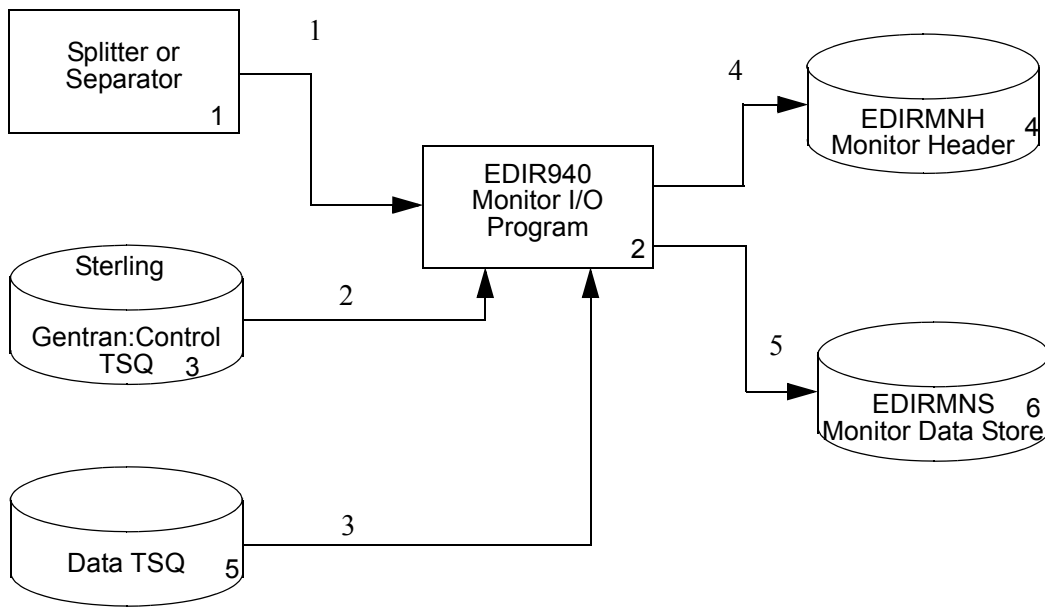 1
Splitter or
Separator
1
4
EDIRMNH
4
Monitor Header
EDIR940
Monitor I/O
Program
2
Sterling
2
Gentran:Control
TSQ
3
5
EDIRMNS
6
Monitor Data Store
3
Data TSQ
5